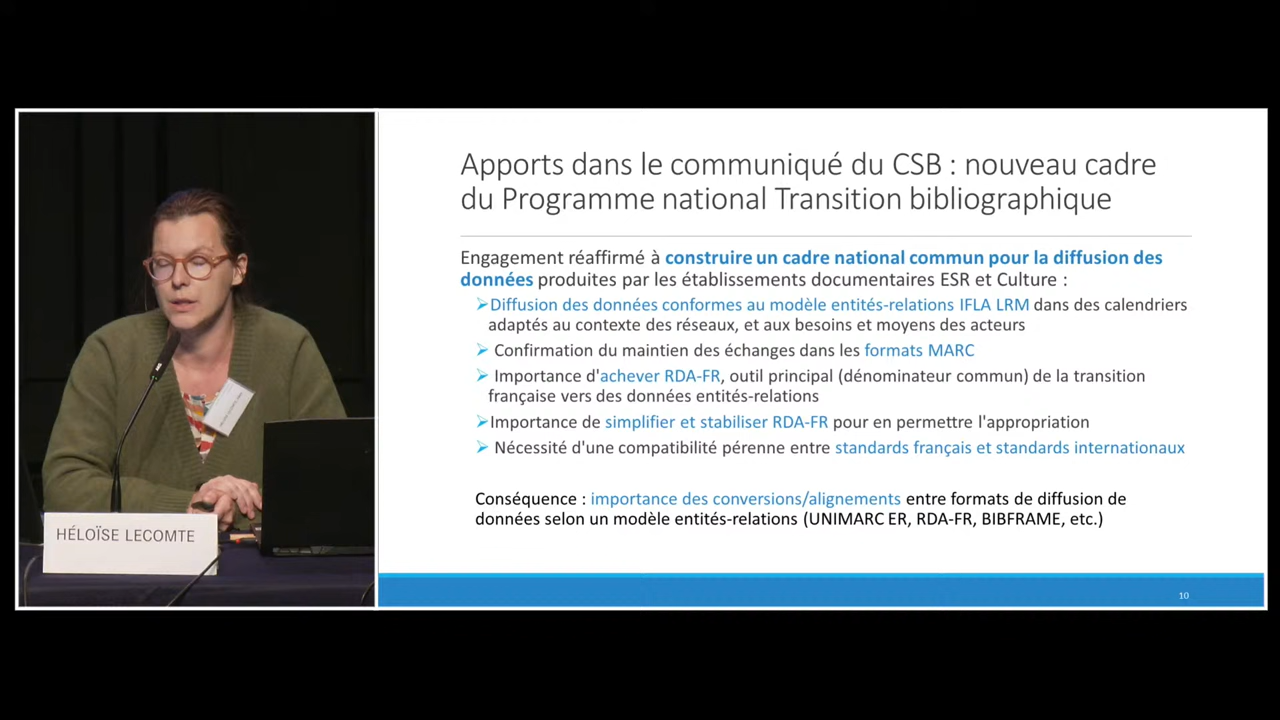 Apports dans le communiqué du CSB : nouveau cadre
du Programme national Transition bibliographique
Engagement réaffirmé à construire un cadre national commun pour la diffusion des
données produites par les établissements documentaires ESR et Culture :
➢Diffusion des données conformes au modèle entités-relations IFLA LRM dans des calendriers
adaptés au contexte des réseaux, et aux besoins et moyens des acteurs
➢ Confirmation du maintien des échanges dans les formats MARC
➢ Importance d'achever RDA-FR, outil principal (dénominateur commun) de la transition
française vers des données entités-relations
➢Importance de simplifier et stabiliser RDA-FR pour en permettre l'appropriation
➢ Nécessité d'une compatibilité pérenne entre standards français et standards internationaux
Conséquence : importance des conversions/alignements entre formats de diffusion de
données selon un modèle entités-relations (UNIMARC ER, RDA-FR, BIBFRAME, etc.)
10
HÉLOÏSE LECOMTE